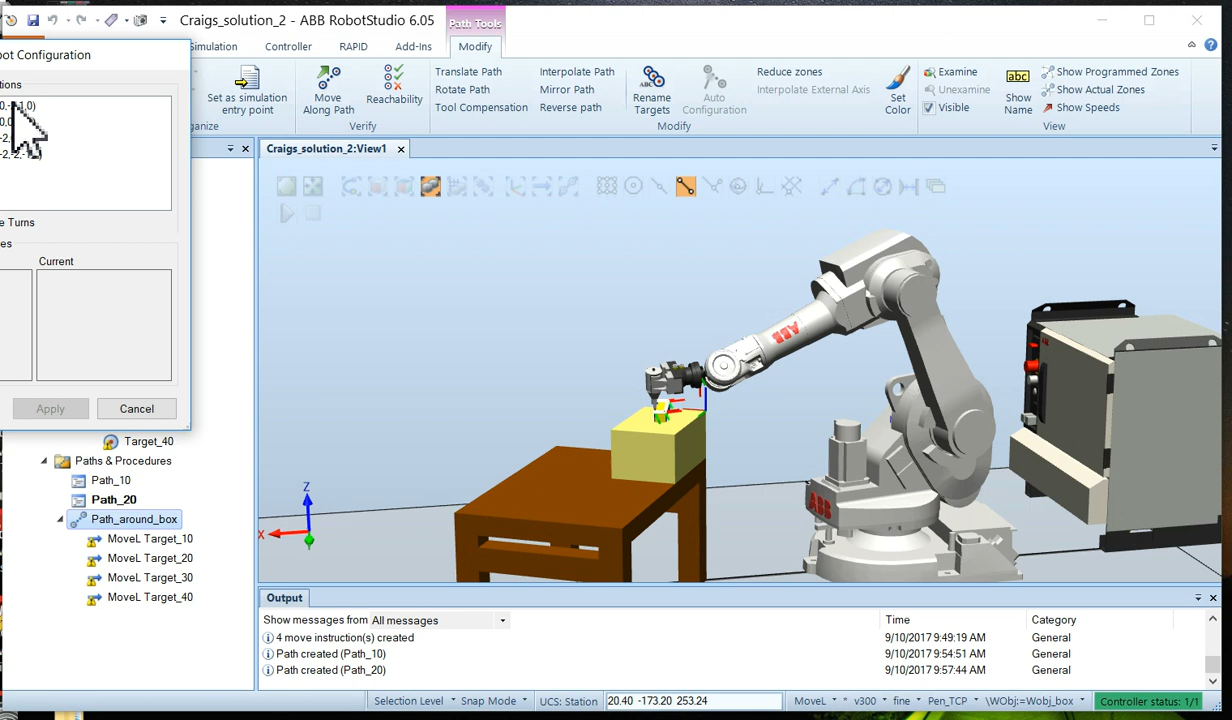 Craigs_solution_2 - ABB RobotStudio 6.05
Path Tools
Simulation Controller RAPID Add-Ins Modify
ot Configuration
tions
Set as simulation
entry point
Move
Along Path
Reachability
Verify
Translate Path
Rotate Path
Tool Compensation
Interpolate Path
Mirror Path
Reverse path
Rename
Targets
Auto
Configuration
Reduce zones
Interpolate External Axis
Modify
Set
Color
Examine
Unexamine
Visible
Show
Name
Show Programmed Zones
Show Actual Zones
Show Speeds
View
Craigs_solution_2:View1
e Turns
es
Current
Apply
Cancel
Target_40
Paths & Procedures
Path_10
Path_20
Path_around_box
MoveL Target_10
MoveL Target_20
MoveL Target_30
MoveL Target_40
ABB
ABB
Z
X
Output
Show messages from All messages Time Category
4 move instruction(s) created 9/10/2017 9:49:19 AM General
Path created (Path_10) 9/10/2017 9:54:51 AM General
Path created (Path_20) 9/10/2017 9:57:44 AM General
Selection Level Snap Mode UCS: Station 20.40 -173.20 253.24 MoveL * v300 fine Pen_TCP \WObj:=Wobj_box Controller status: 1/1